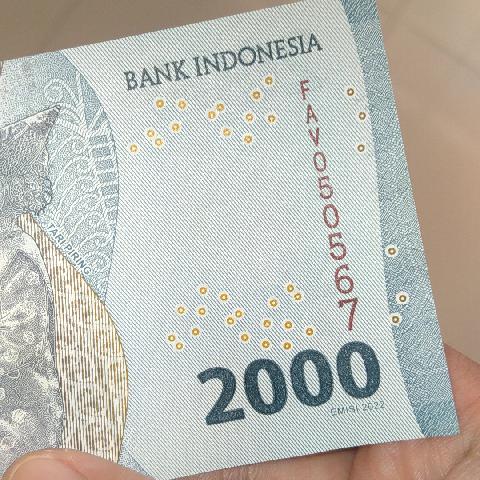 BANK INDONESIA
FAV050567
TARI PIRING
2000
EMISI 2022